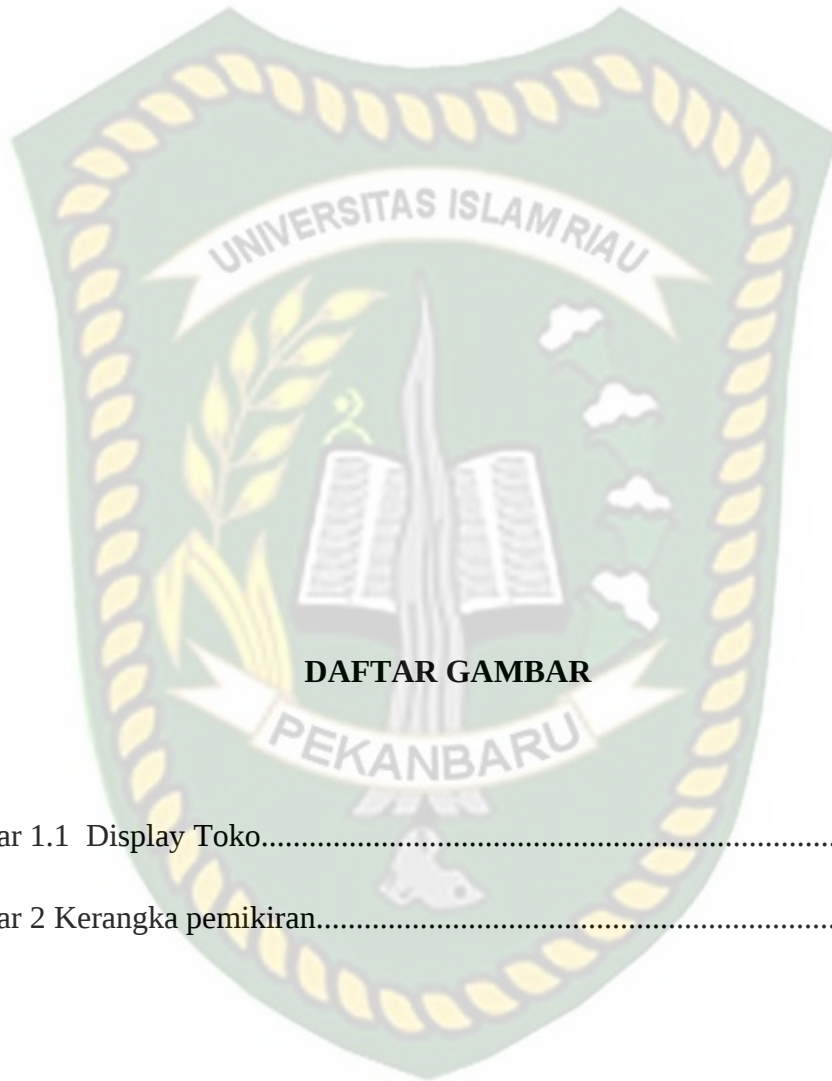 UNIVERSITAS ISLAM RIAU
DAFTAR GAMBAR
PEKANBARU
ar 1.1  Display Toko.......................................................................
ar 2 Kerangka pemikiran................................................................